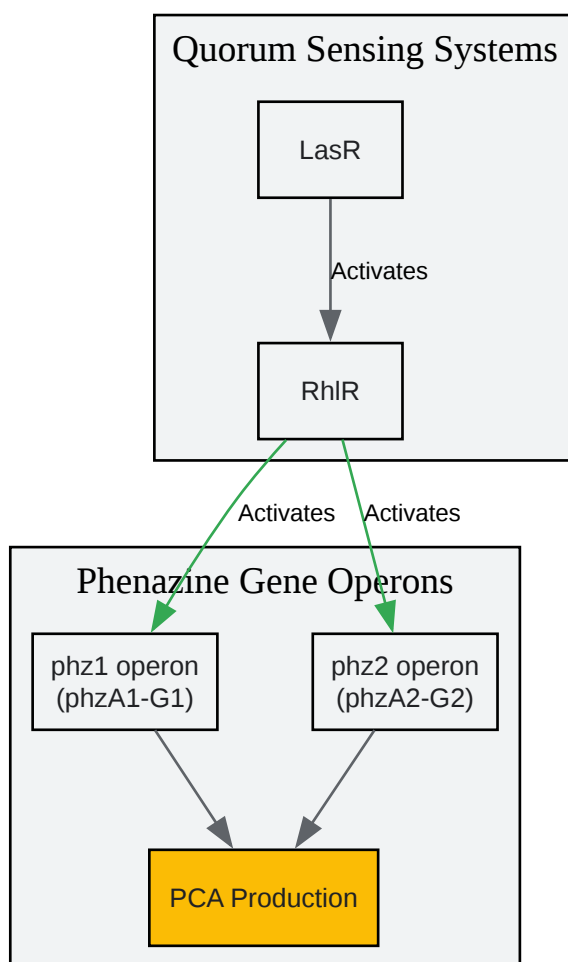 Quorum Sensing Systems
LasR
Activates
RhlR
Activates
Activates
Phenazine Gene Operons
phz1 operon
(phzA1-G1)
phz2 operon
(phzA2-G2)
PCA Production